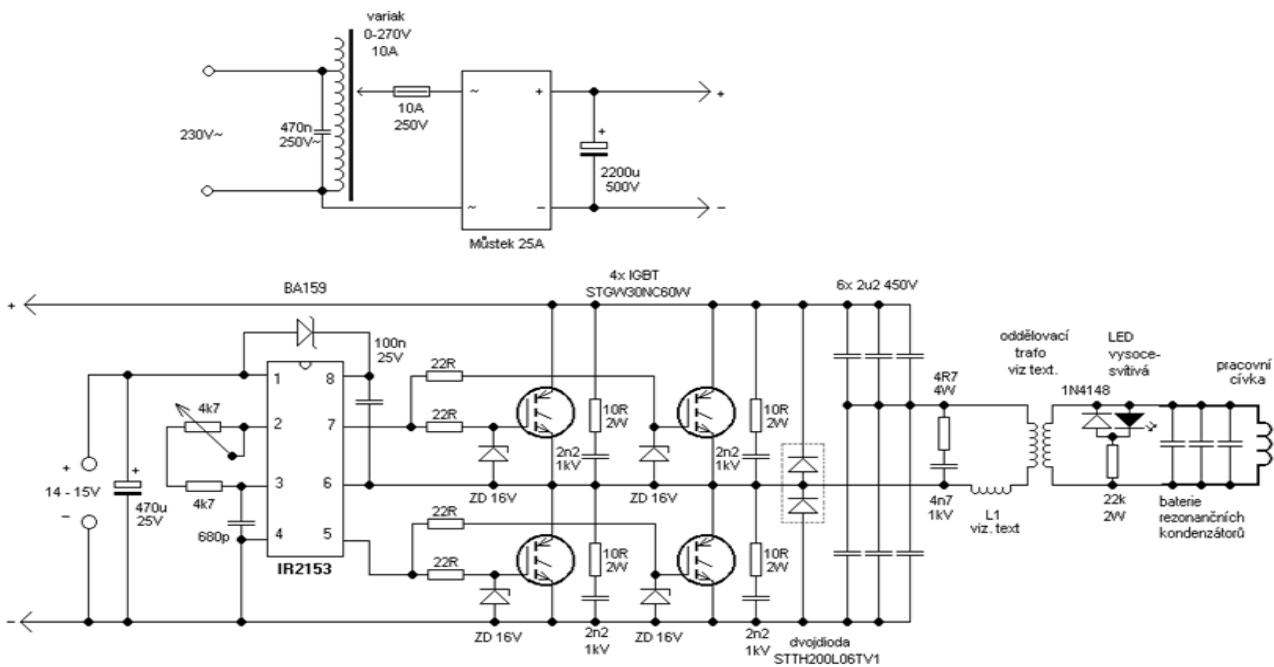 variak
0-270V
10A
230V~
470n
250V~
10A
250V
~
+
~
−
+
2200u
500V
+
−
Můstek 25A
+
BA159
4x IGBT
STGW30NC60W
6x 2u2 450V
100n
25V
1
2
3
4
8
7
6
5
IR2153
4k7
4k7
680p
+
14 - 15V
−
+
470u
25V
22R
22R
22R
22R
10R
2W
10R
2W
2n2
1kV
2n2
1kV
ZD 16V
ZD 16V
10R
2W
10R
2W
ZD 16V
2n2
1kV
ZD 16V
2n2
1kV
dvojdioda
STTH200L06TV1
−
4R7
4W
4n7
1kV
L1
viz. text
oddělovací
trafo
viz text.
LED
vysoce-
svítivá
1N4148
22k
2W
pracovní
cívka
baterie
rezonančních
kondenzátorů